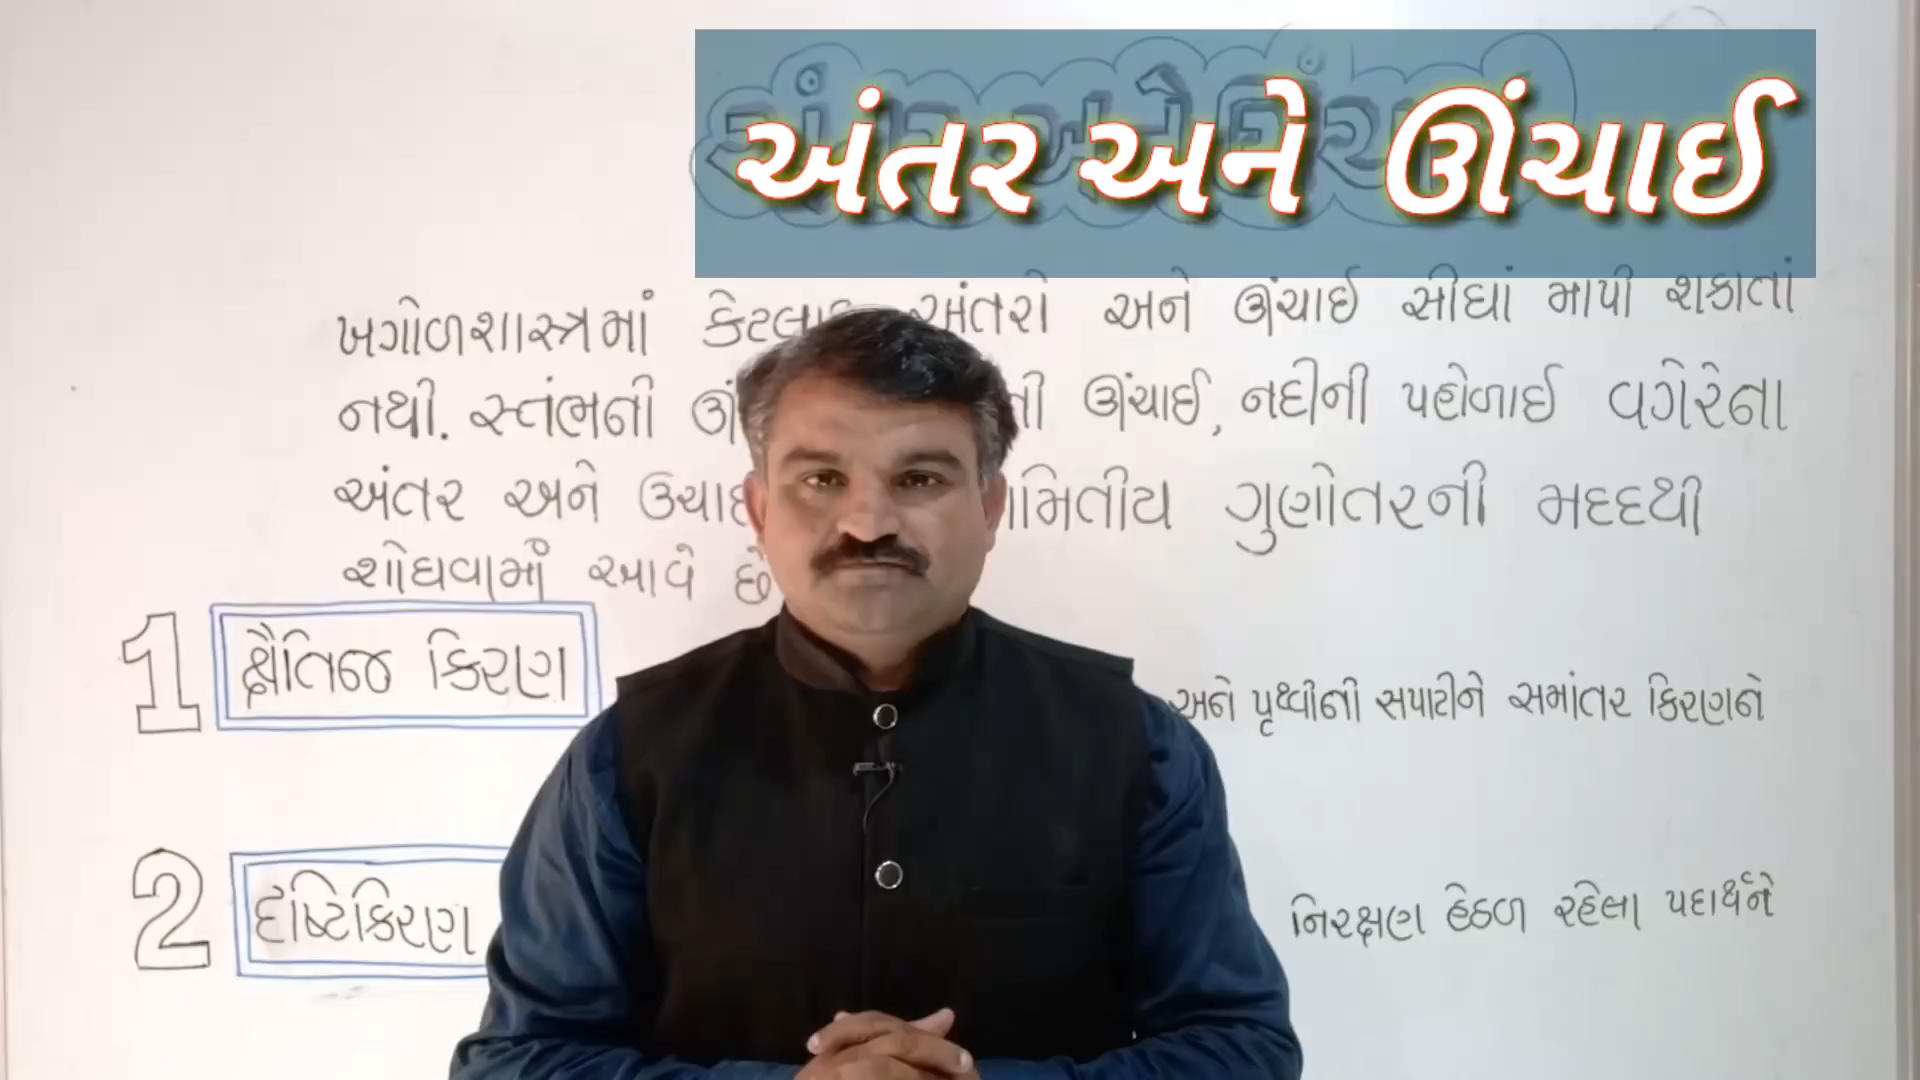 અંતર અને ઊંચાઈ
ખગોળશાસ્ત્રમાં અંતરો અને ઊંચાઈ સીધાં માપી શકાતાં
નથી. સ્તંભની ઊંચાઈ, નદીની પહોળાઈ વગેરેના
અંતર અને ગુણોતરની મદદથી
શોધવામાં આવે છે
1 ક્ષૈતિજ કિરણ
અને પૃથ્વીની સપાટીને સમાંતર કિરણને
2 દૃષ્ટિકિરણ
નિરક્ષણ હેઠળ રહેલા પદાર્થને